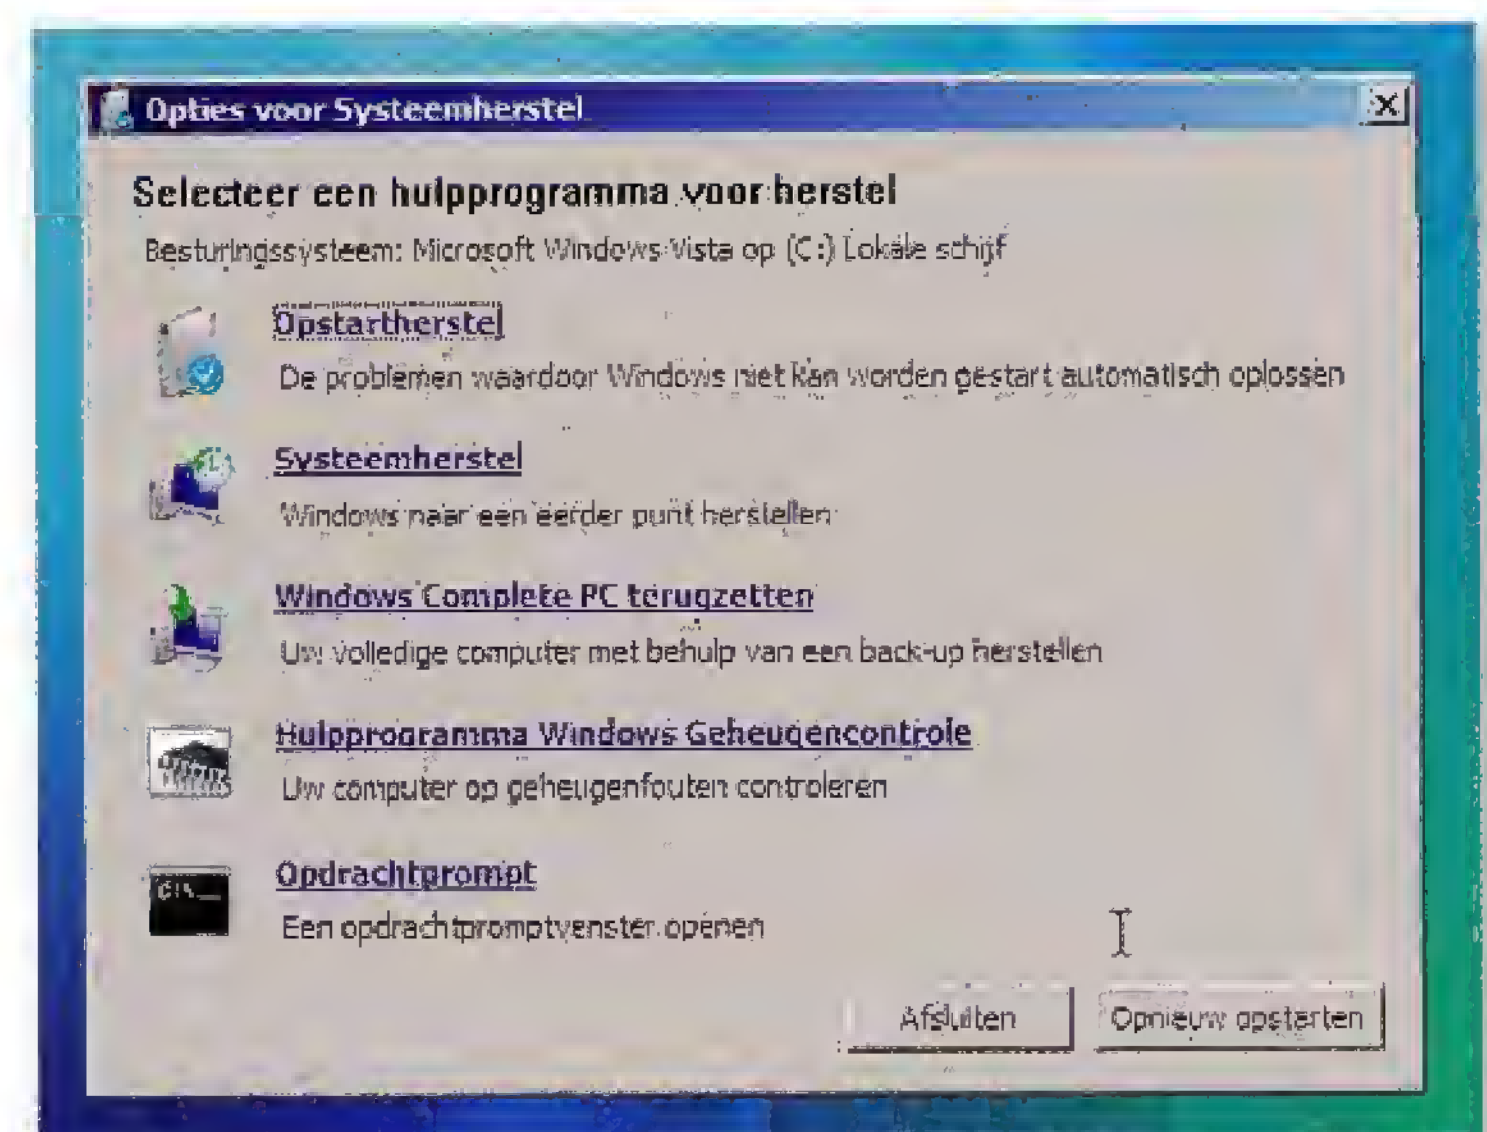 Opties voor Systeemherstel
Selecteer een hulpprogramma voor herstel
Besturingssysteem: Microsoft Windows Vista op (C:) Lokale schijf
Opstartherstel
De problemen waardoor Windows niet kan worden gestart automatisch oplossen
Systeemherstel
Windows naar een eerder punt herstellen
Windows Complete PC terugzetten
Uw volledige computer met behulp van een back-up herstellen
Hulpprogramma Windows Geheugencontrole
Uw computer op geheugenfouten controleren
C:\_
Opdrachtprompt
Een opdrachtpromptvenster openen
Afsluiten
Opnieuw opstarten